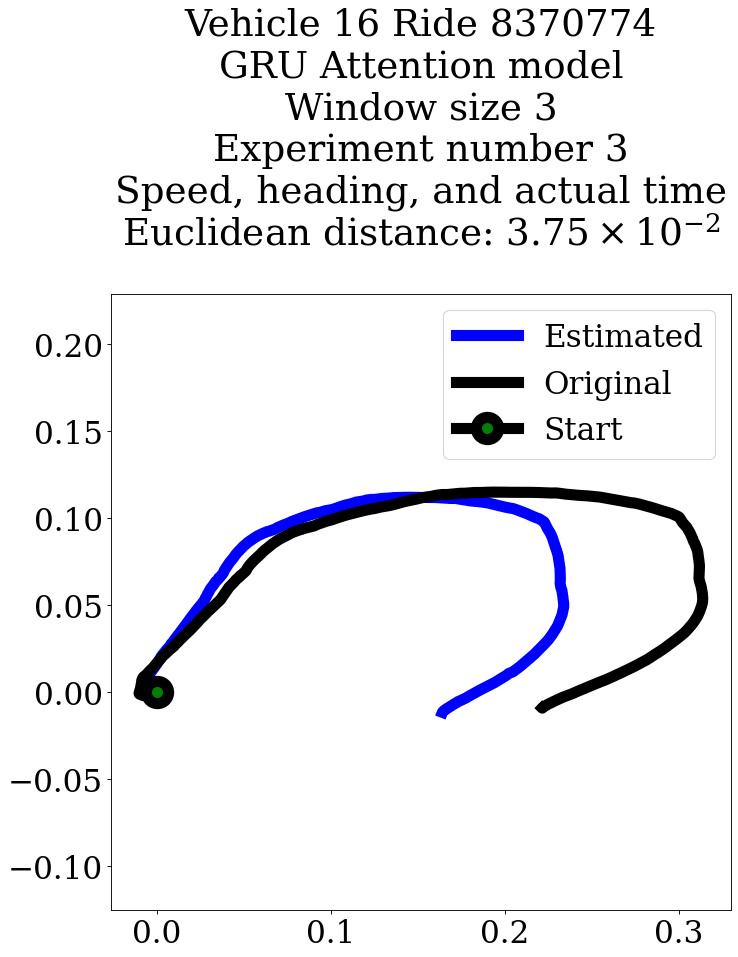 Vehicle 16 Ride 8370774
GRU Attention model
Window size 3
Experiment number 3
Speed, heading, and actual time
Euclidean distance: 3.75 × 10⁻²
Estimated
Original
Start
0.20
0.15
0.10
0.05
0.00
−0.05
−0.10
0.0 0.1 0.2 0.3